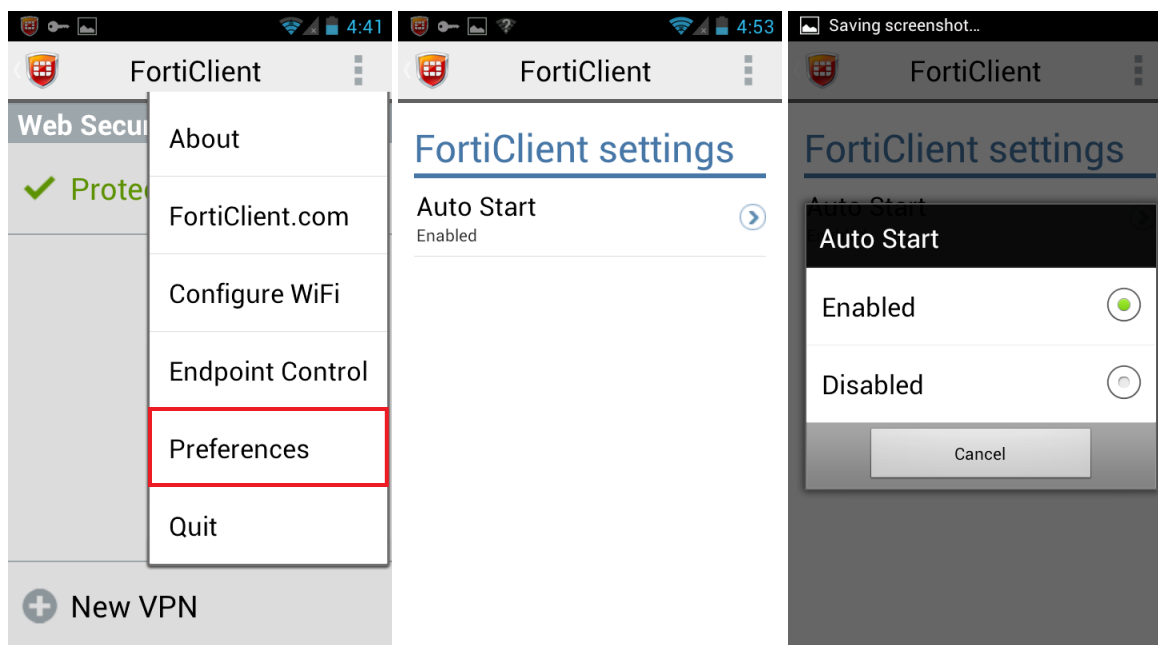 4:41
FortiClient
Web Secu
Prote
About
FortiClient.com
Configure WiFi
Endpoint Control
Preferences
Quit
New VPN
4:53
FortiClient
FortiClient settings
Auto Start
Enabled
Saving screenshot...
FortiClient
FortiClient settings
Auto Start
Auto Start
Enabled
Disabled
Cancel